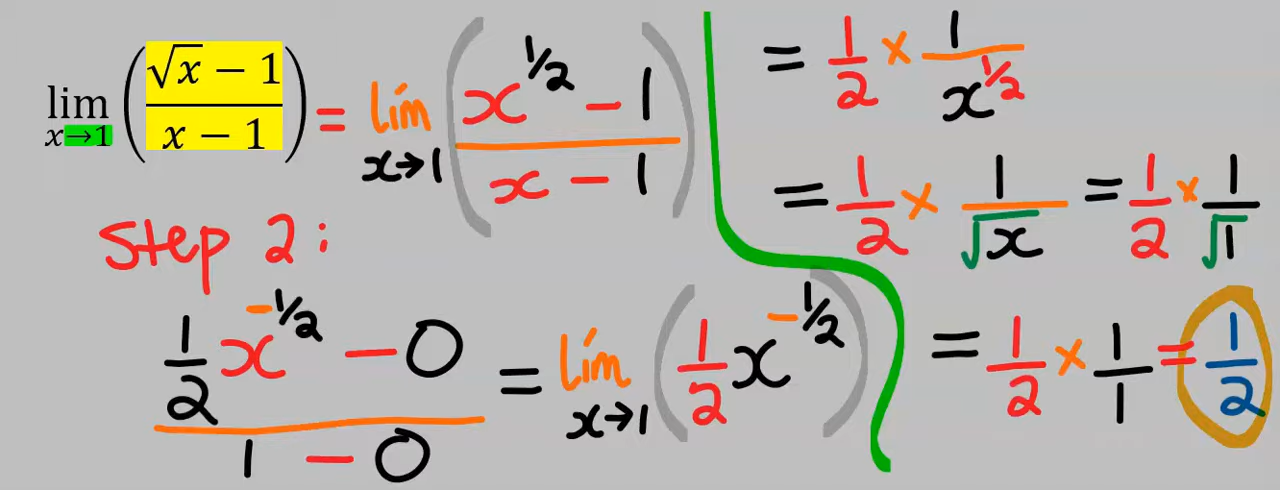 lim x→1 ((√x − 1)/(x − 1)) = lím x→1 ((x^1/2 − 1)/(x − 1))
Step 2:
(1/2 x^−1/2 − 0)/(1 − 0) = lím x→1 (1/2 x^−1/2)
= 1/2 × 1/x^1/2
= 1/2 × 1/√x = 1/2 × 1/√1
= 1/2 × 1/1 = 1/2